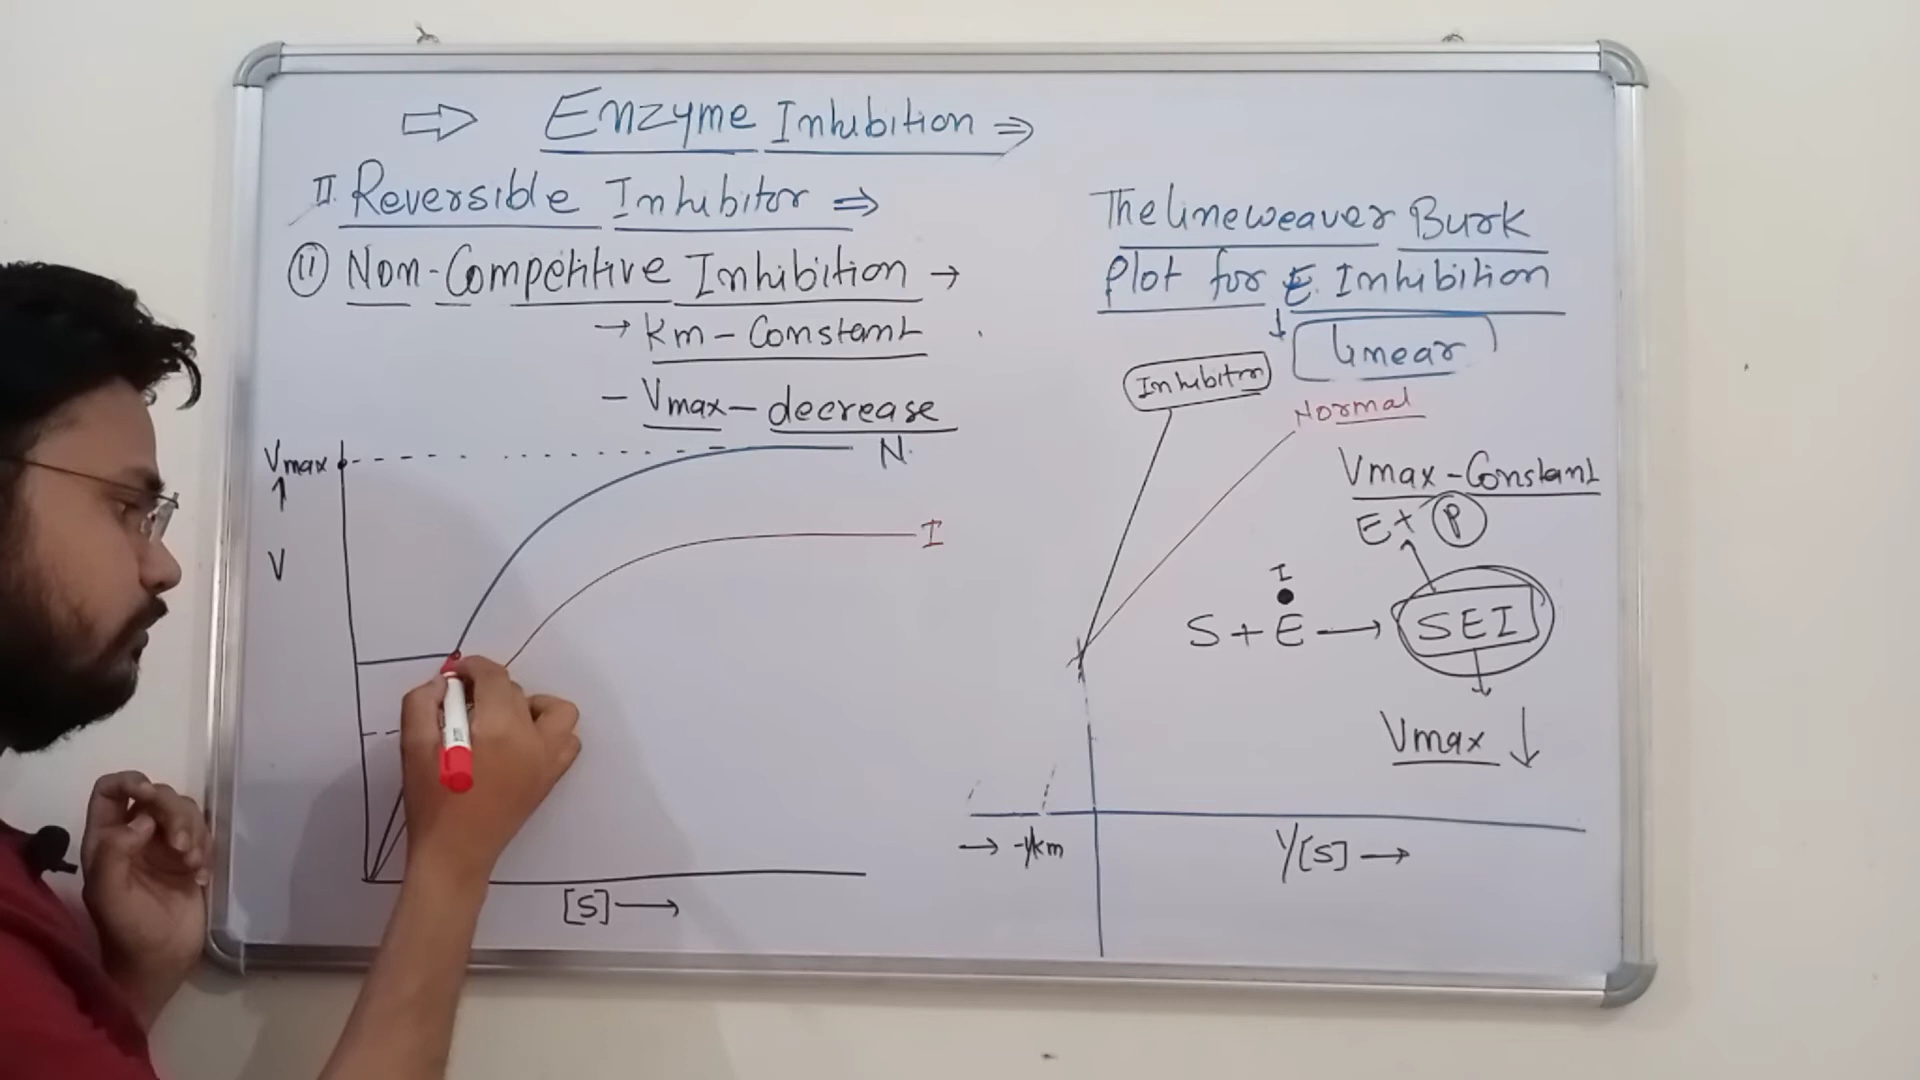 ⇨ Enzyme Inhibition ⇒
II. Reversible Inhibitor ⇒
(ii) Non-Competitive Inhibition →
→ km - Constant
- Vmax - decrease
Vmax
N.
I
V
[S] →
The lineweaver Burk
Plot for E. Inhibition
↓ linear
Inhibitor
Normal
Vmax - Constant
E + P
I
S + E → SEI
Vmax ↓
→ -1/km
1/[S] →